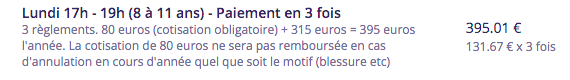 Lundi 17h - 19h (8 à 11 ans) - Paiement en 3 fois
3 règlements. 80 euros (cotisation obligatoire) + 315 euros = 395 euros
l'année. La cotisation de 80 euros ne sera pas remboursée en cas
d'annulation en cours d'année quel que soit le motif (blessure etc)
395.01 €
131.67 € x 3 fois